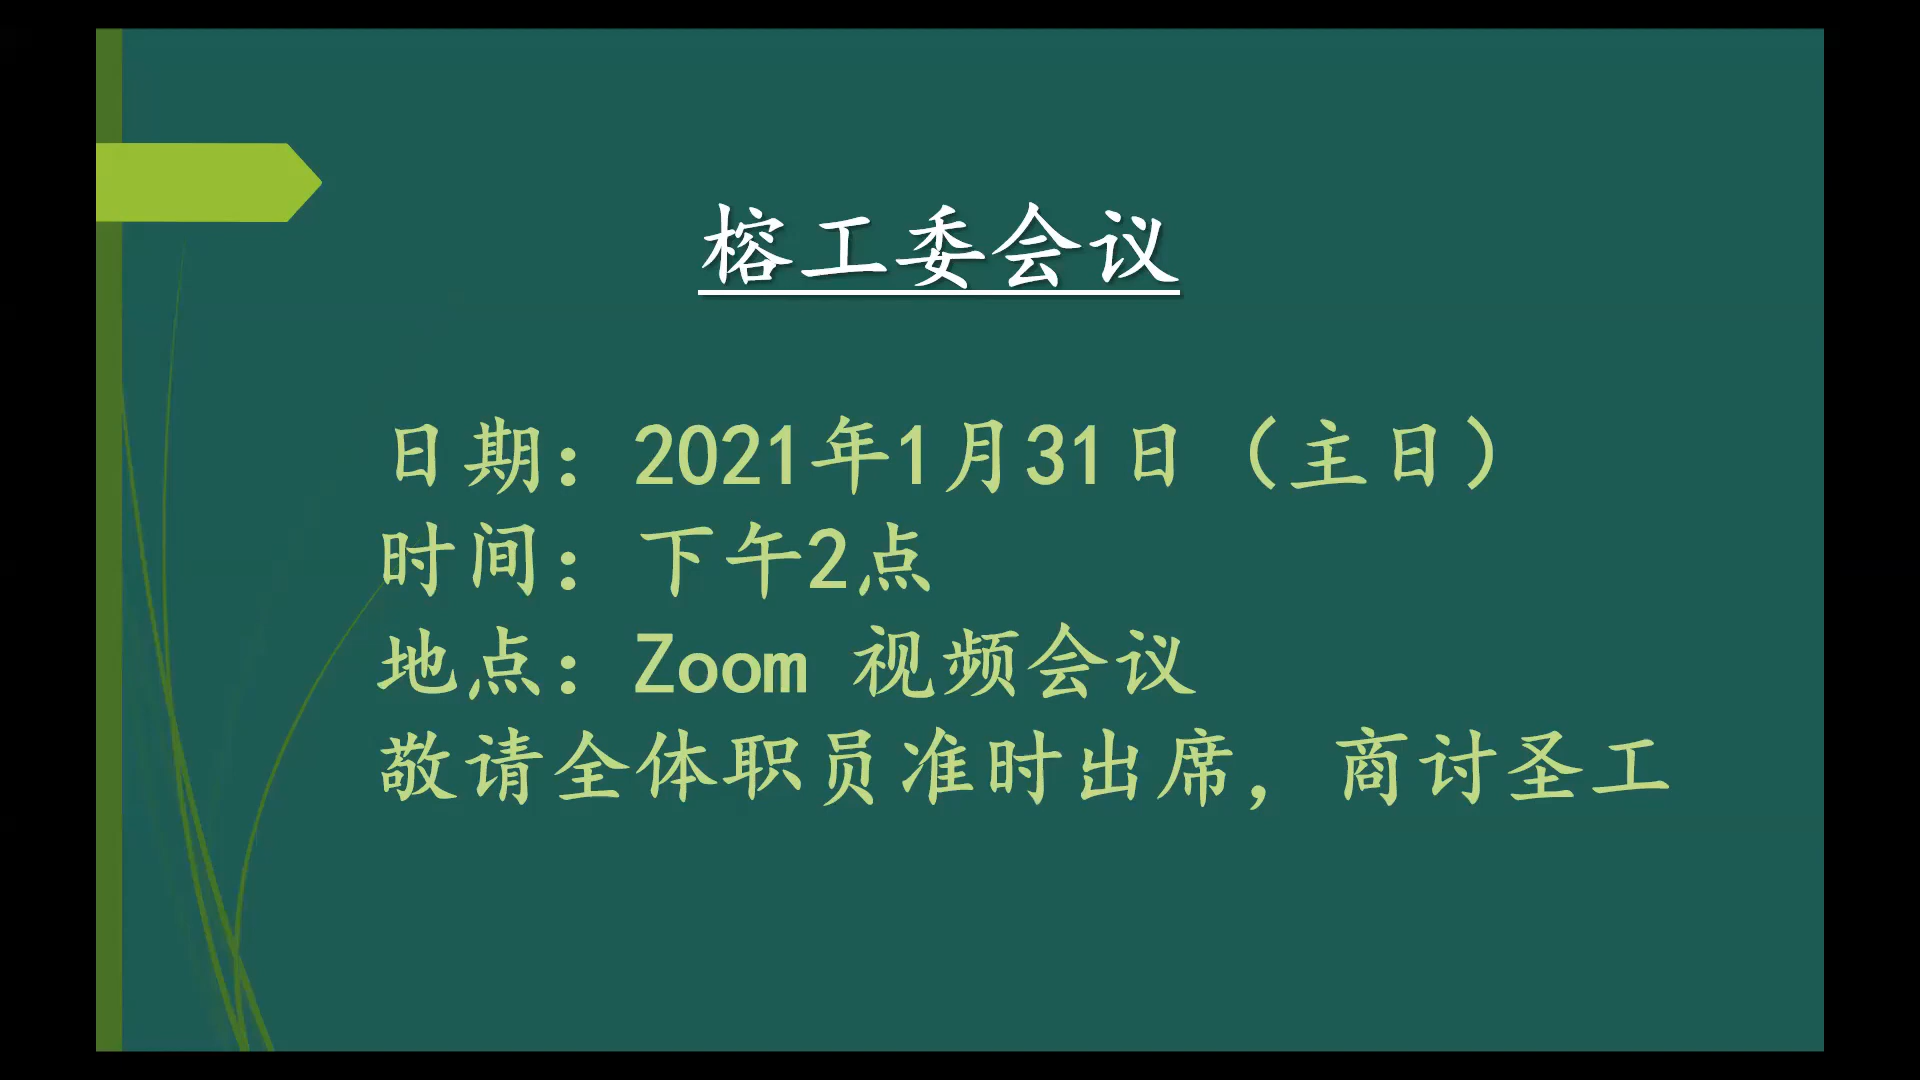 榕工委会议
日期：2021年1月31日（主日）
时间：下午2点
地点：Zoom 视频会议
敬请全体职员准时出席，商讨圣工